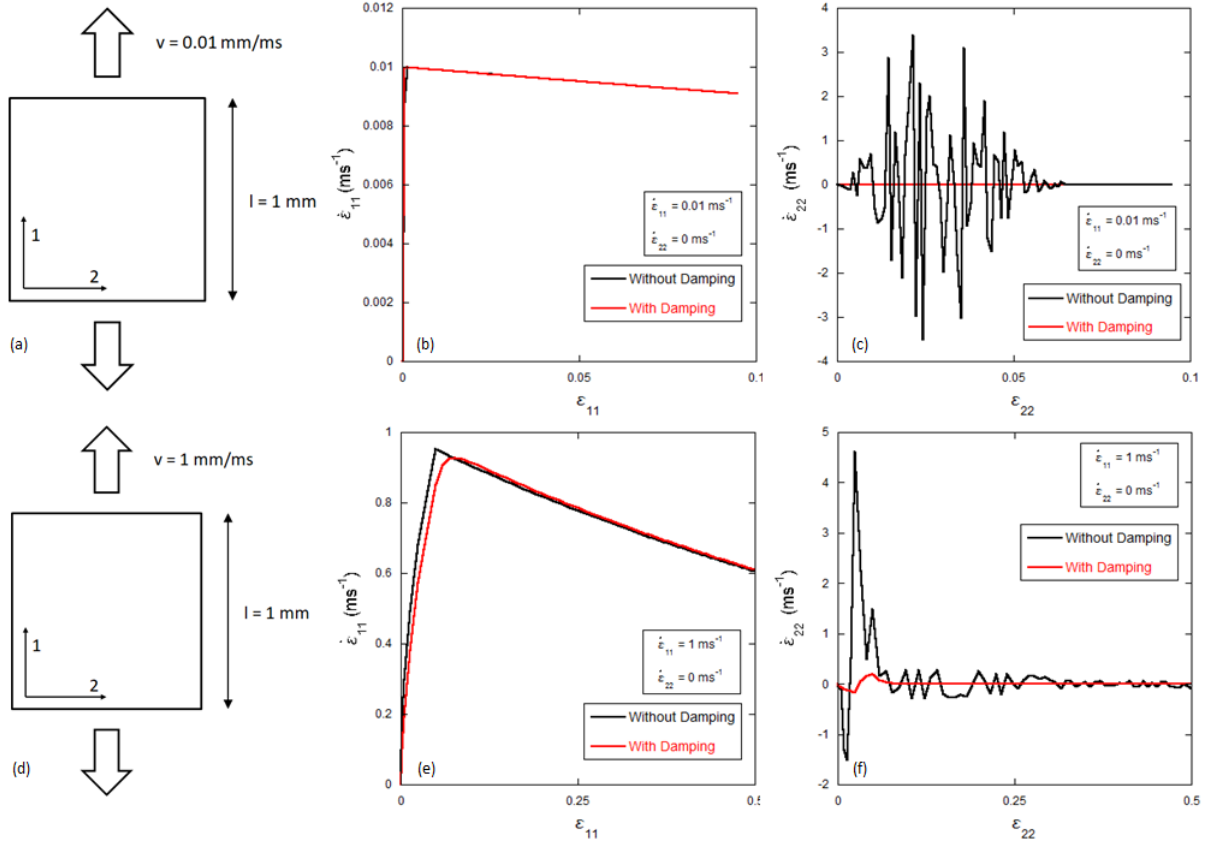 v = 0.01 mm/ms
l = 1 mm
1
2
(a)
0.012
0.01
0.008
0.006
0.004
0.002
0
ε̇11 (ms-1)
ε̇11 = 0.01 ms-1
ε̇22 = 0 ms-1
Without Damping
With Damping
(b)
0
0.05
0.1
ε11
4
3
2
1
0
-1
-2
-3
-4
ε̇22 (ms-1)
ε̇11 = 0.01 ms-1
ε̇22 = 0 ms-1
Without Damping
With Damping
(c)
0
0.05
0.1
ε22
v = 1 mm/ms
l = 1 mm
1
2
(d)
1
0.8
0.6
0.4
0.2
0
ε̇11 (ms-1)
ε̇11 = 1 ms-1
ε̇22 = 0 ms-1
Without Damping
With Damping
(e)
0
0.25
0.5
ε11
5
4
3
2
1
0
-1
-2
ε̇22 (ms-1)
ε̇11 = 1 ms-1
ε̇22 = 0 ms-1
Without Damping
With Damping
(f)
0
0.25
0.5
ε22